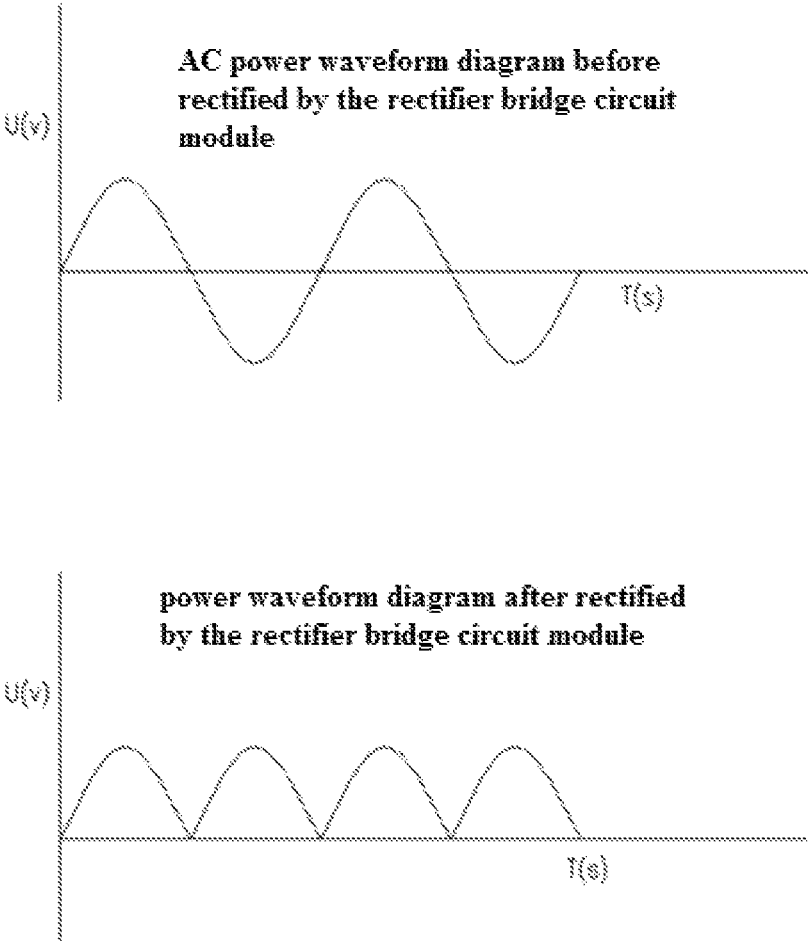 AC power waveform diagram before
rectified by the rectifier bridge circuit
module
U(v)
T(s)
power waveform diagram after rectified
by the rectifier bridge circuit module
U(v)
T(s)